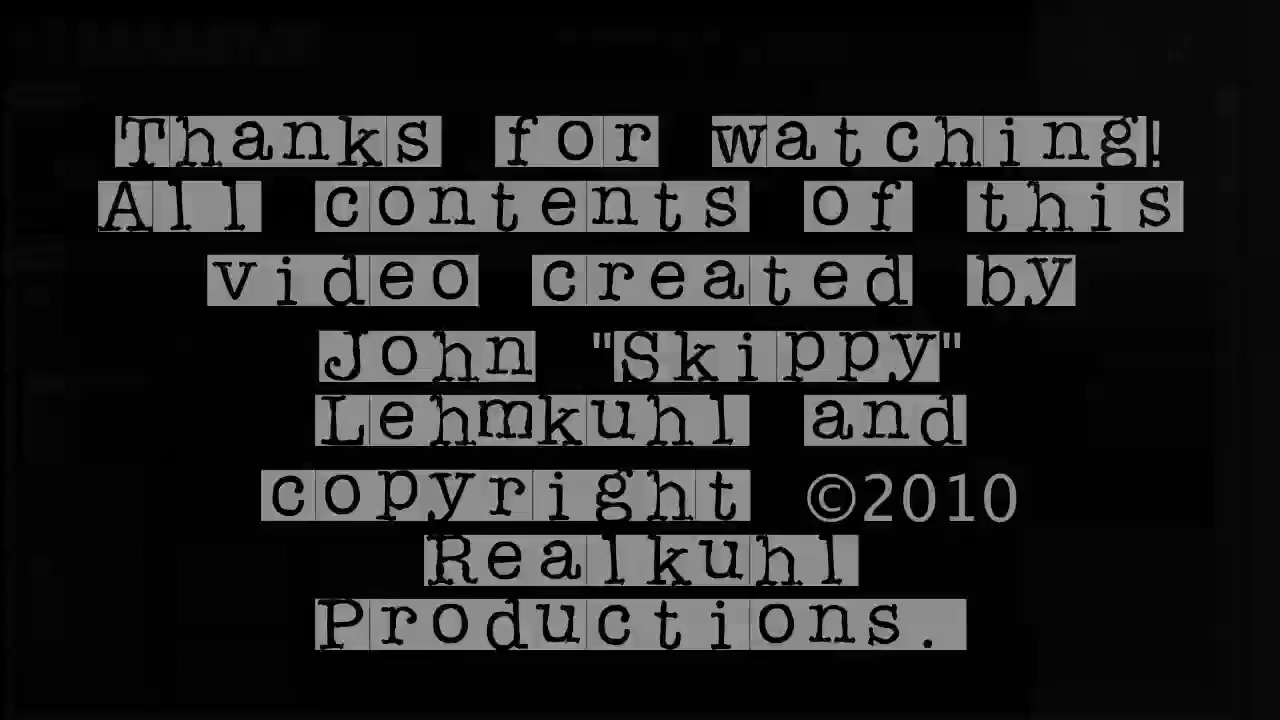 Thanks for watching!
All contents of this
video created by
John "Skippy"
Lehmkuhl and
copyright ©2010
Realkuhl
Productions.